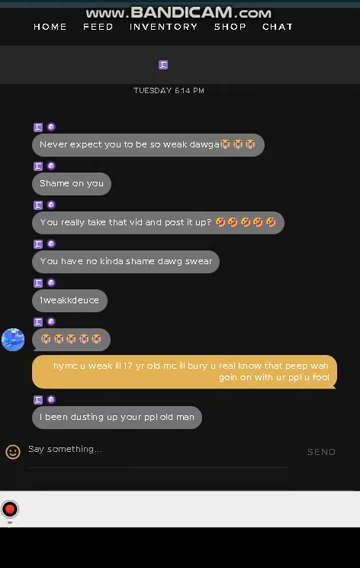 www.BANDICAM.com
HOME FEED INVENTORY SHOP CHAT
TUESDAY 5:14 PM
Never expect you to be so weak dawga😭😭😭
Shame on you
You really take that vid and post it up? 🤣🤣🤣🤣🤣
You have no kinda shame dawg swear
1weakkdeuce
😭😭😭😭😭
hymc u weak lil 17 yr old mc ill bury u real know that peep wah
goin on with ur ppl u fool
I been dusting up your ppl old man
Say something...
SEND